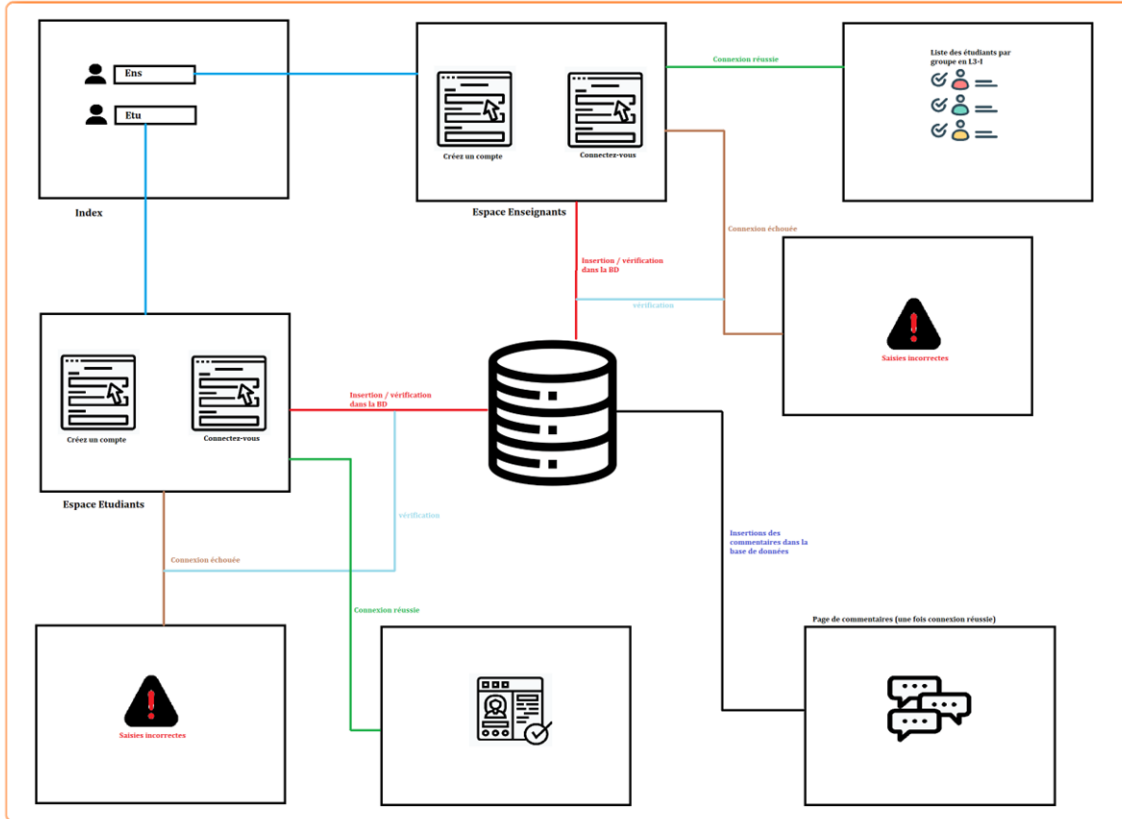 Ens
Etu
Index
Créez un compte
Connectez-vous
Espace Enseignants
Connexion réussie
Liste des étudiants par
groupe en L3-I
Connexion échouée
Insertion / vérification
dans la BD
vérification
Saisies incorrectes
Créez un compte
Connectez-vous
Espace Etudiants
Insertion / vérification
dans la BD
vérification
Connexion échouée
Connexion réussie
Insertions des
commentaires dans la
base de données
Saisies incorrectes
Page de commentaires (une fois connexion réussie)